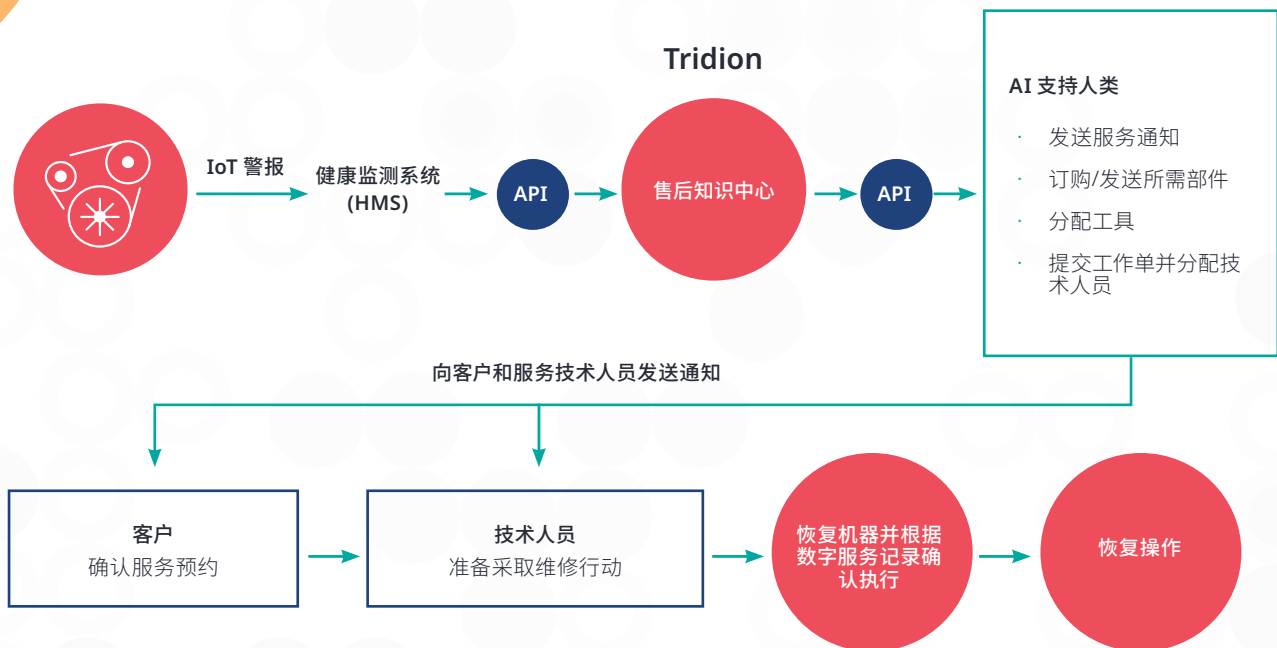 Tridion
IoT 警报
健康监测系统
(HMS)
API
售后知识中心
API
AI 支持人类
· 发送服务通知
· 订购/发送所需部件
· 分配工具
· 提交工作单并分配技
术人员
向客户和服务技术人员发送通知
客户
确认服务预约
技术人员
准备采取维修行动
恢复机器并根据
数字服务记录确
认执行
恢复操作